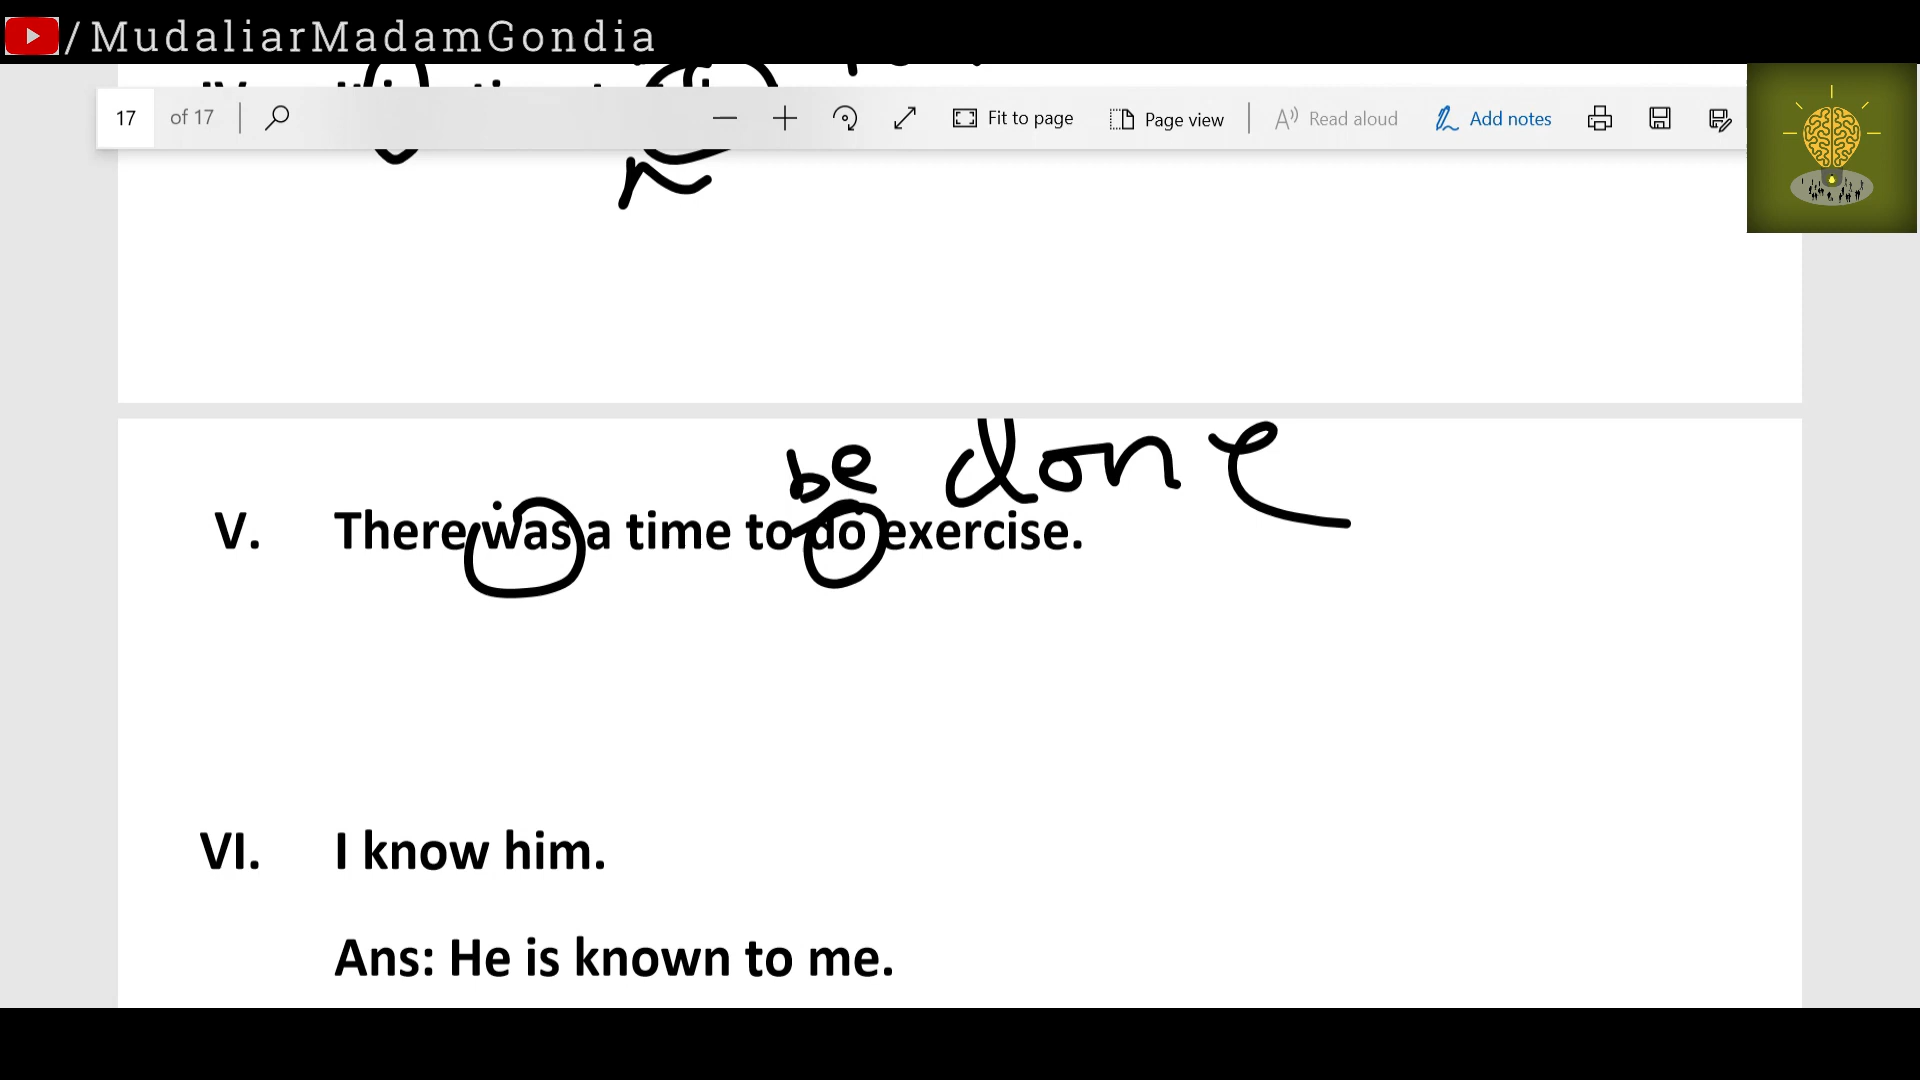 /MudaliarMadamGondia
17 of 17 Fit to page Page view Read aloud Add notes
be done
V. There was a time to do exercise.
VI. I know him.
Ans: He is known to me.